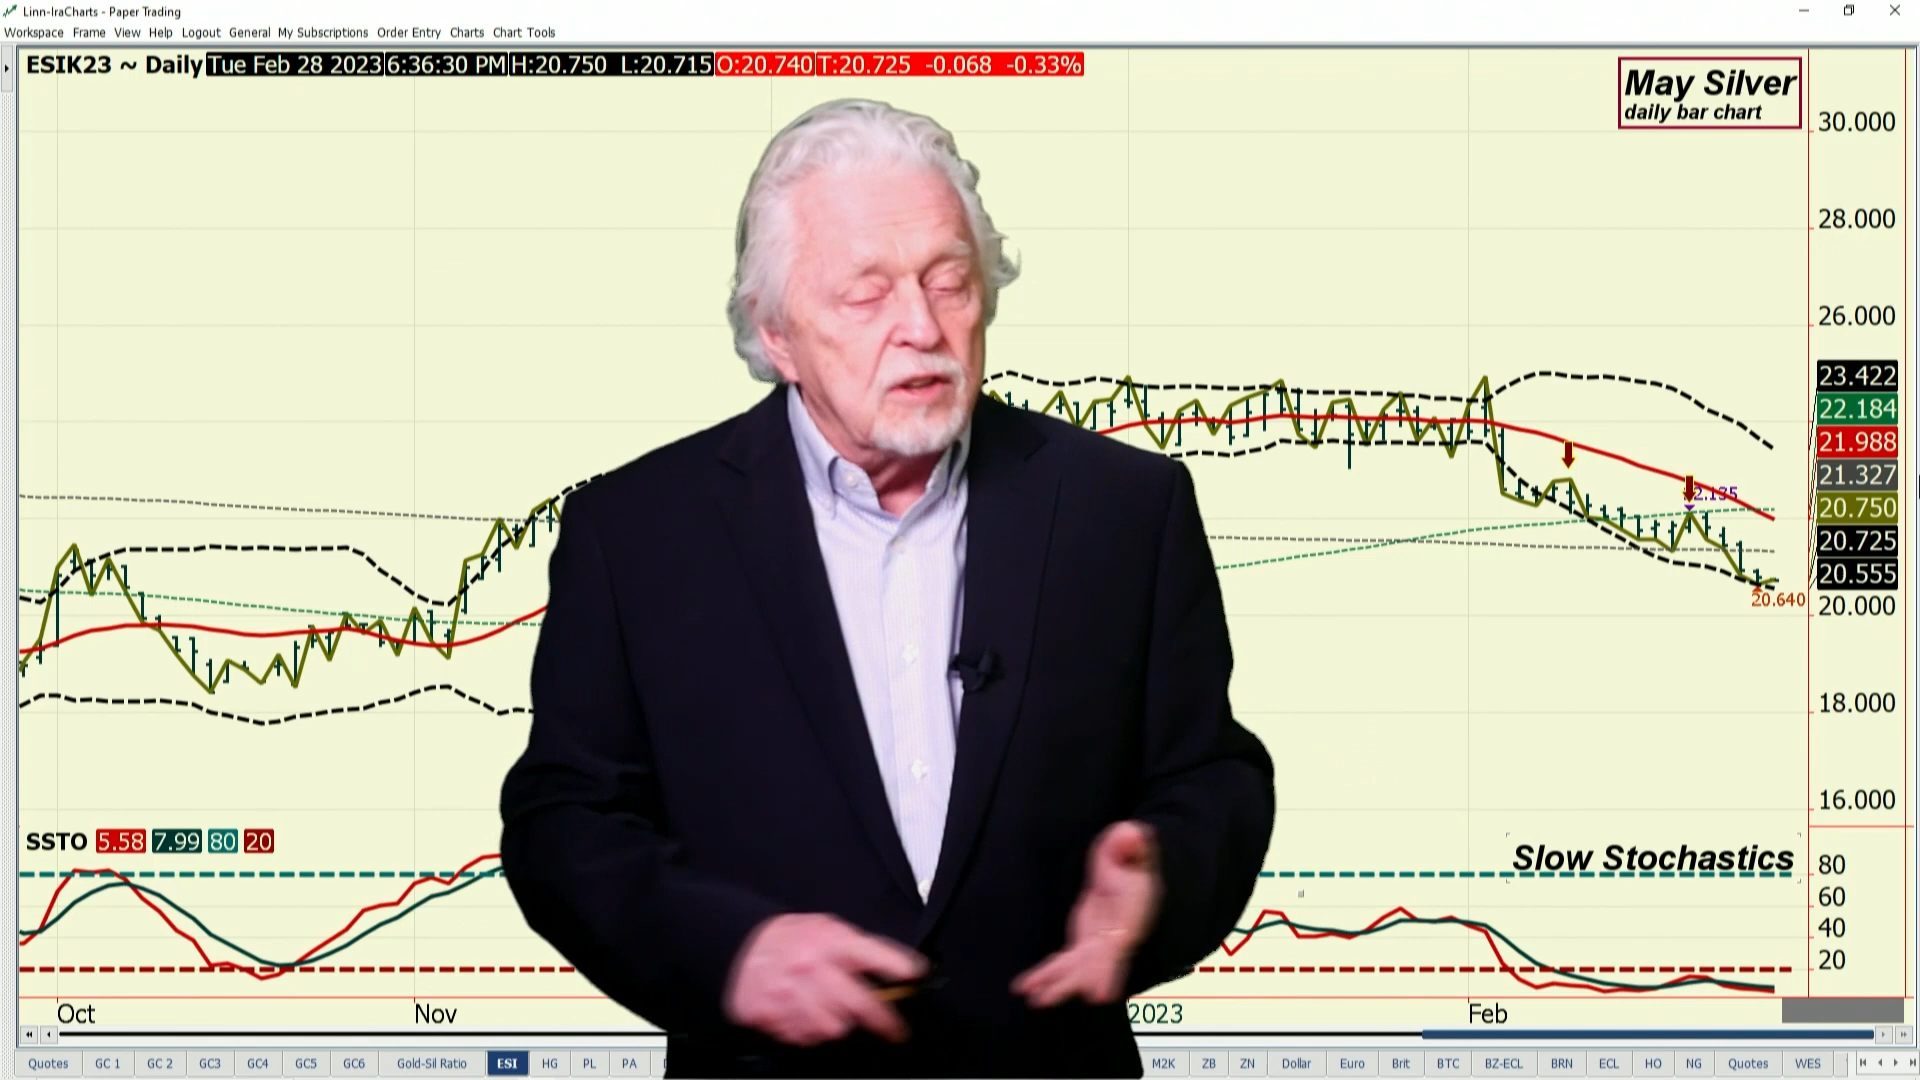 Linn-IraCharts - Paper Trading
Workspace Frame View Help Logout General My Subscriptions Order Entry Charts Chart Tools
ESIK23 ~ Daily Tue Feb 28 2023 6:36:30 PM H:20.750 L:20.715 O:20.740 T:20.725 -0.068 -0.33%
May Silver
daily bar chart
30.000
28.000
26.000
23.422
22.184
21.988
21.327
20.750
20.725
20.555
20.640
20.000
18.000
16.000
SSTO 5.58 7.99 80 20
Slow Stochastics
80
60
40
20
Oct Nov 2023 Feb
Quotes GC 1 GC 2 GC3 GC4 GC5 GC6 Gold-Sil Ratio ESI HG PL PA M2K ZB ZN Dollar Euro Brit BTC BZ-ECL BRN ECL HO NG Quotes WES